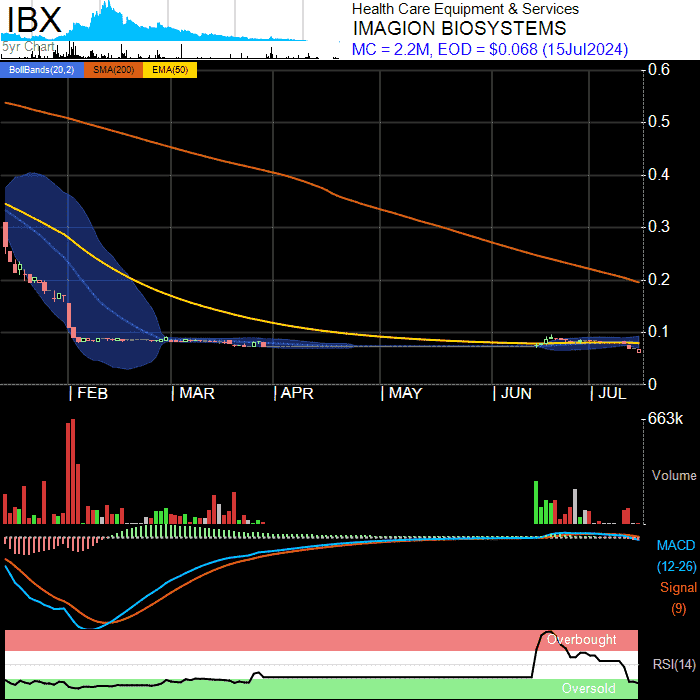 IBX
5yr Chart
Health Care Equipment & Services
IMAGION BIOSYSTEMS
MC = 2.2M, EOD = $0.068 (15Jul2024)
BollBands(20,2) SMA(200) EMA(50)
0.6
0.5
0.4
0.3
0.2
0.1
0
FEB MAR APR MAY JUN JUL
663k
Volume
MACD
(12-26)
Signal
(9)
Overbought
RSI(14)
Oversold